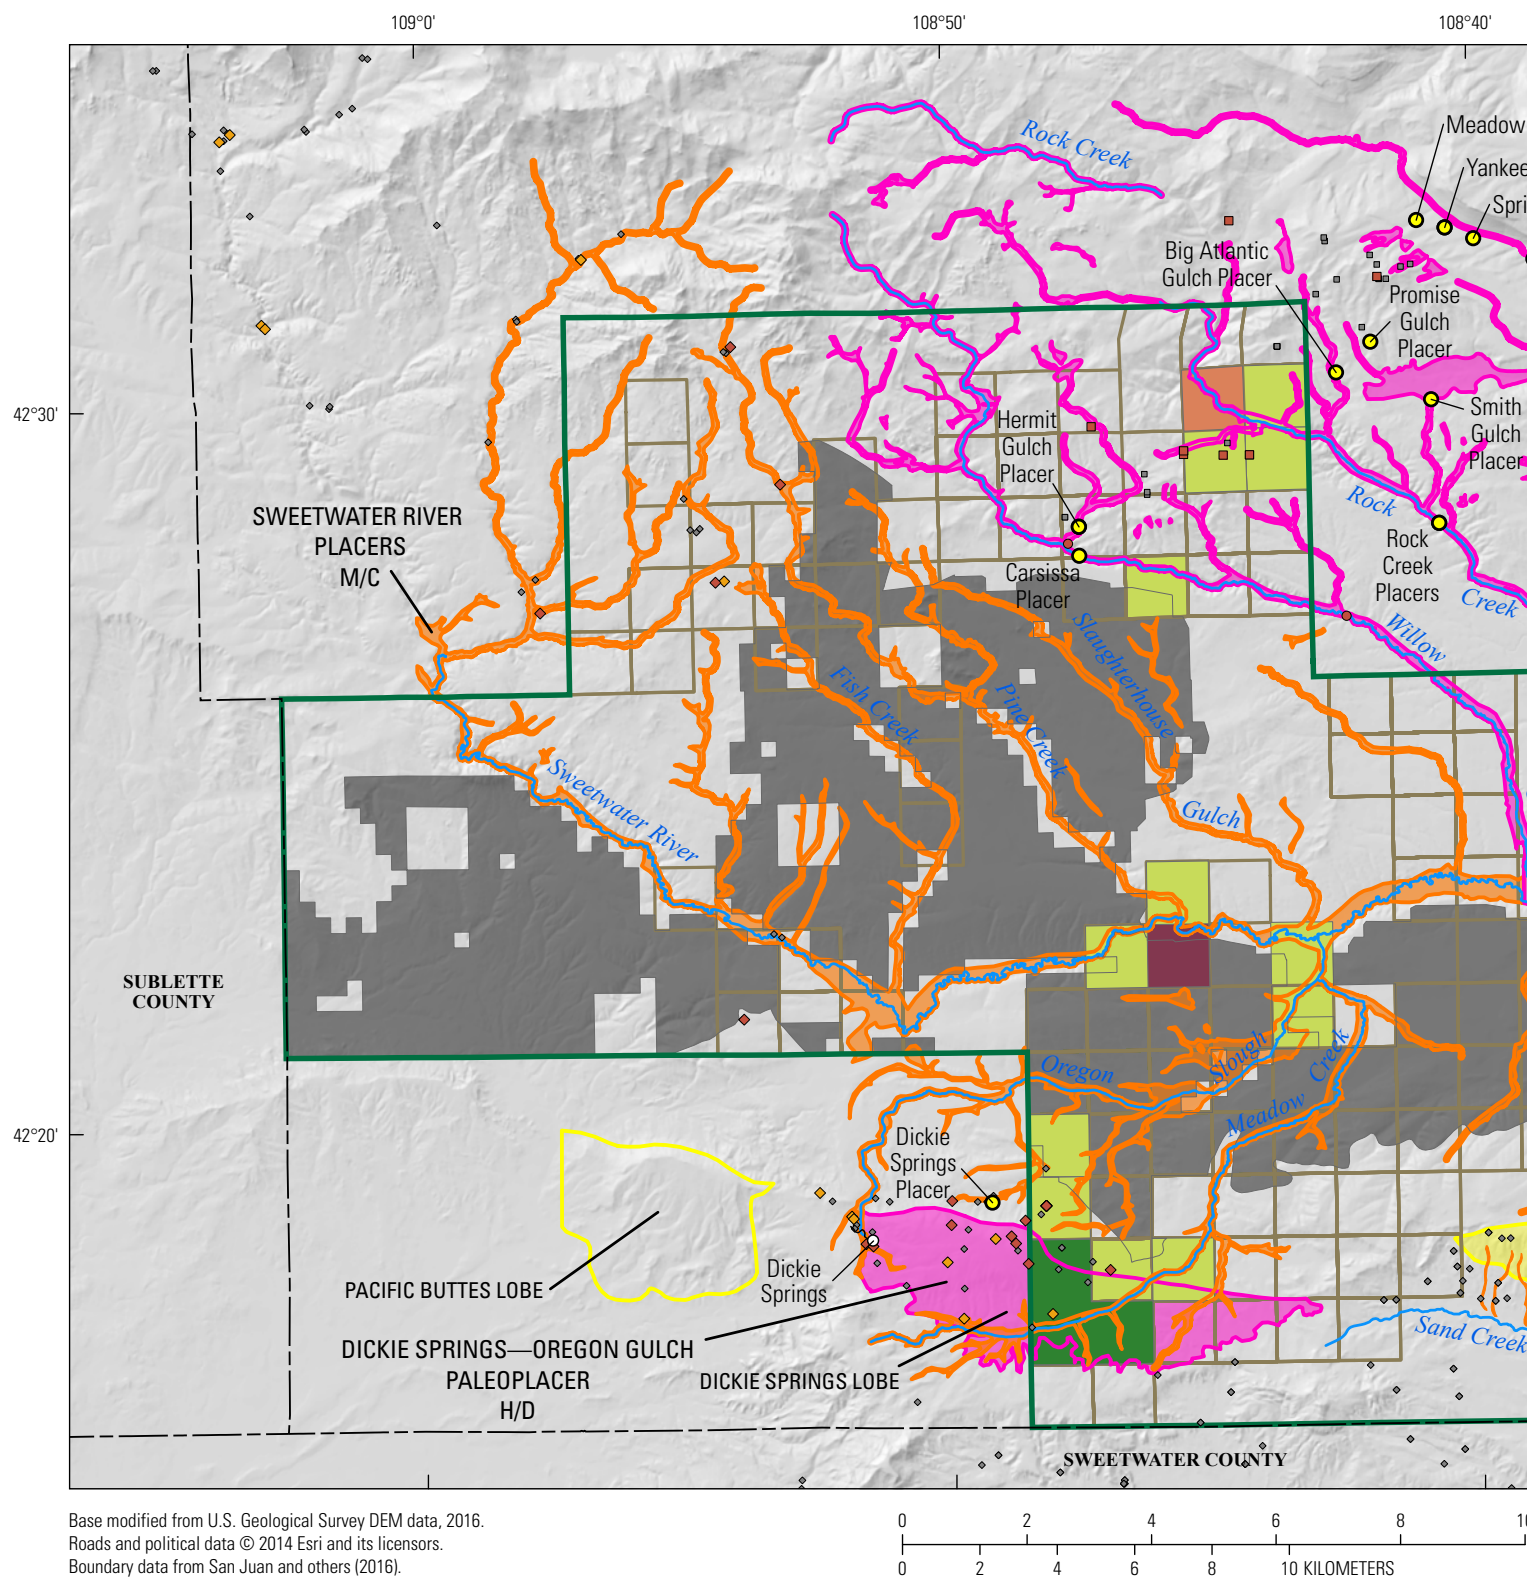 109°0'
108°50'
108°40'
Rock Creek
Meadow
Yankee
Spri
Big Atlantic
Gulch Placer
Promise
Gulch
Placer
42°30'
Hermit
Gulch
Placer
Smith
Gulch
Placer
Rock
SWEETWATER RIVER
PLACERS
M/C
Rock
Creek
Placers
Carsissa
Placer
Creek
Willow
Slaughterhouse
Fish Creek
Pine Creek
Sweetwater River
Gulch
SUBLETTE
COUNTY
Oregon
Slough
Creek
Meadow
42°20'
Dickie
Springs
Placer
PACIFIC BUTTES LOBE
Dickie
Springs
DICKIE SPRINGS—OREGON GULCH
PALEOPLACER
H/D
DICKIE SPRINGS LOBE
Sand Creek
SWEETWATER COUNTY
Base modified from U.S. Geological Survey DEM data, 2016.
Roads and political data © 2014 Esri and its licensors.
Boundary data from San Juan and others (2016).
0 2 4 6 8 10
0 2 4 6 8 10 KILOMETERS